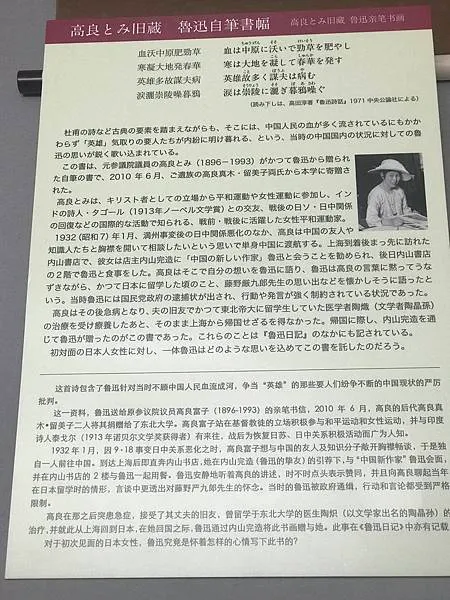 高良とみ旧蔵 魯迅自筆書幅 高良とみ旧藏 鲁迅亲笔书画
血沃中原肥勁草 血は中原に沃いで勁草を肥やし
寒凝大地発春華 寒は大地を凝して春華を発す
英雄多故謀夫病 英雄故多く謀夫は病む
涙灑崇陵噪暮鴉 涙は崇陵に灑ぎ暮鴉噪ぐ
(読み下しは、高田淳著『魯迅詩話』1971 中央公論社による)
杜甫の詩など古典の要素を踏まえながらも、そこには、中国人民の血が多く流されているにもかか
わらず「英雄」気取りの要人たちが内紛に明け暮れる、という、当時の中国国内の状況に対しての魯
迅の思いが鋭く歌い込まれている。
この書は、元参議院議員の高良とみ(1896−1993)がかつて魯迅から贈られ
た自筆の書で、2010 年 6 月、ご遺族の高良真木・留美子両氏から本学に寄贈さ
れた。
高良とみは、キリスト者としての立場から平和運動や女性運動に参加し、イン
ドの詩人・タゴール(1913年ノーベル文学賞)との交友、戦後の日ソ・日中関係
の回復などの国際的な活動で知られる、戦前・戦後に活躍した女性平和運動家。
1932(昭和7)年1月、満州事変後の日中関係悪化のなか、高良は中国の友人や
知識人たちと胸襟を開いて相談したいという思いで単身中国に渡航する。上海到着後まっ先に訪れた
内山書店で、彼女は店主内山完造に「中国の新しい作家」魯迅と会うことを勧められ、後日内山書店
の2階で魯迅と食事をした。高良はそこで自分の想いを魯迅に語り、魯迅は高良の言葉に黙ってうな
ずきながら、かつて日本に留学した頃のこと、藤野厳九郎先生の思い出などを懐かしそうに語ったと
いう。当時魯迅には国民党政府の逮捕状が出され、行動や発言が強く制約されている状況であった。
高良はその後急病となり、夫の旧友でかつて東北帝大に留学生していた医学者陶熾(文学者陶晶孫)
の治療を受け療養したあと、そのまま上海から帰国せざるを得なかった。帰国に際し、内山完造を通
じて魯迅が贈ったのがこの書であった。これらのことは『魯迅日記』のなかにも記されている。
初対面の日本人女性に対し、一体魯迅はどのような思いを込めてこの書を託したのだろう。
这首诗包含了鲁迅针对当时不顾中国人民血流成河,争当“英雄”的那些要人们纷争不断的中国现状的严厉
批判。
这一资料,鲁迅送给原参议院议员高良富子 (1896-1993) 的亲笔书信,2010 年 6 月,高良的后代高良真
木・留美子二人将其捐赠给了东北大学。高良富子站在基督教徒的立场积极参与和平运动和女性运动,并与印度
诗人泰戈尔(1913 年诺贝尔文学奖获得者)有来往,战后为恢复日苏、日中关系积极活动而广为人知。
1932 年 1 月,因 9・18 事变日中关系恶化之时,高良富子想与中国的友人及知识分子敞开胸襟畅谈,于是独
自一人前往中国。到达上海后即直奔内山书店,她在内山完造(鲁迅的挚友)的引荐下,与“中国新作家”鲁迅会面,
并在内山书店的 2 楼与鲁迅一起用餐。鲁迅安静地听着高良的讲述,时不时点头表示赞同,并且向高良聊起当年
在日本留学时的情形,言谈中更透出对藤野严九郎先生的怀念。当时的鲁迅被政府通缉,行动和言论都受到严格
限制。
高良在那之后突患急症,接受了其丈夫的旧友、曾留学于东北大学的医生陶炽(以文学家出名的陶晶孙)的
治疗,并就此从上海回到日本,在她回国之际,鲁迅通过内山完造将此书画赠与她。此事在《鲁迅日记》中亦有记载。
对于初次见面的日本女性,鲁迅究竟是怀着怎样的心情写下此书的?